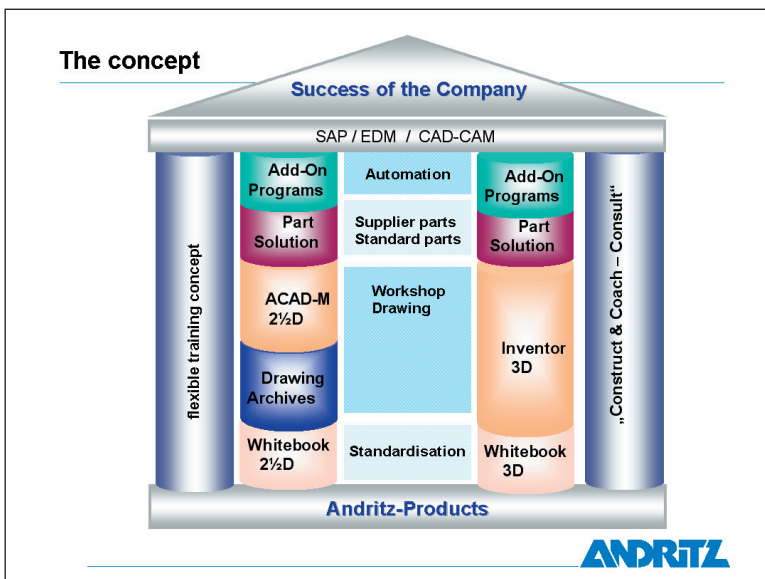 The concept
Success of the Company
SAP / EDM / CAD-CAM
flexible training concept
Add-On
Programs
Part
Solution
ACAD-M
2½D
Drawing
Archives
Whitebook
2½D
Automation
Supplier parts
Standard parts
Workshop
Drawing
Standardisation
Add-On
Programs
Part
Solution
Inventor
3D
Whitebook
3D
„Construct & Coach – Consult“
Andritz-Products
ANDRITZ